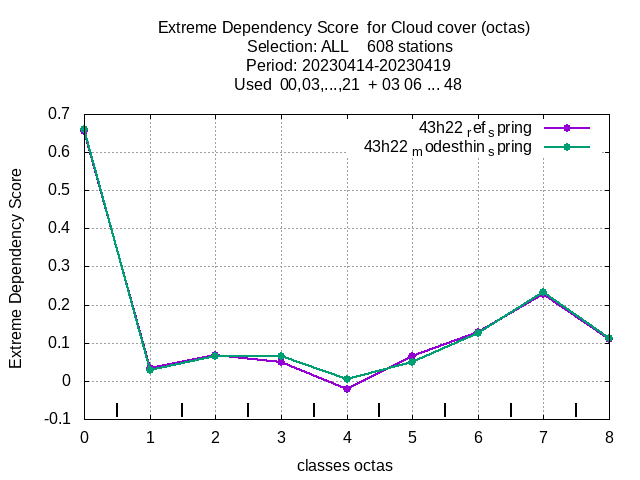 Extreme Dependency Score  for Cloud cover (octas)
Selection: ALL    608 stations
Period: 20230414-20230419
Used  00,03,...,21  + 03 06 ... 48
43h22 ref spring
43h22 modesthin spring
Extreme Dependency Score
0.7
0.6
0.5
0.4
0.3
0.2
0.1
0
-0.1
0 1 2 3 4 5 6 7 8
classes octas